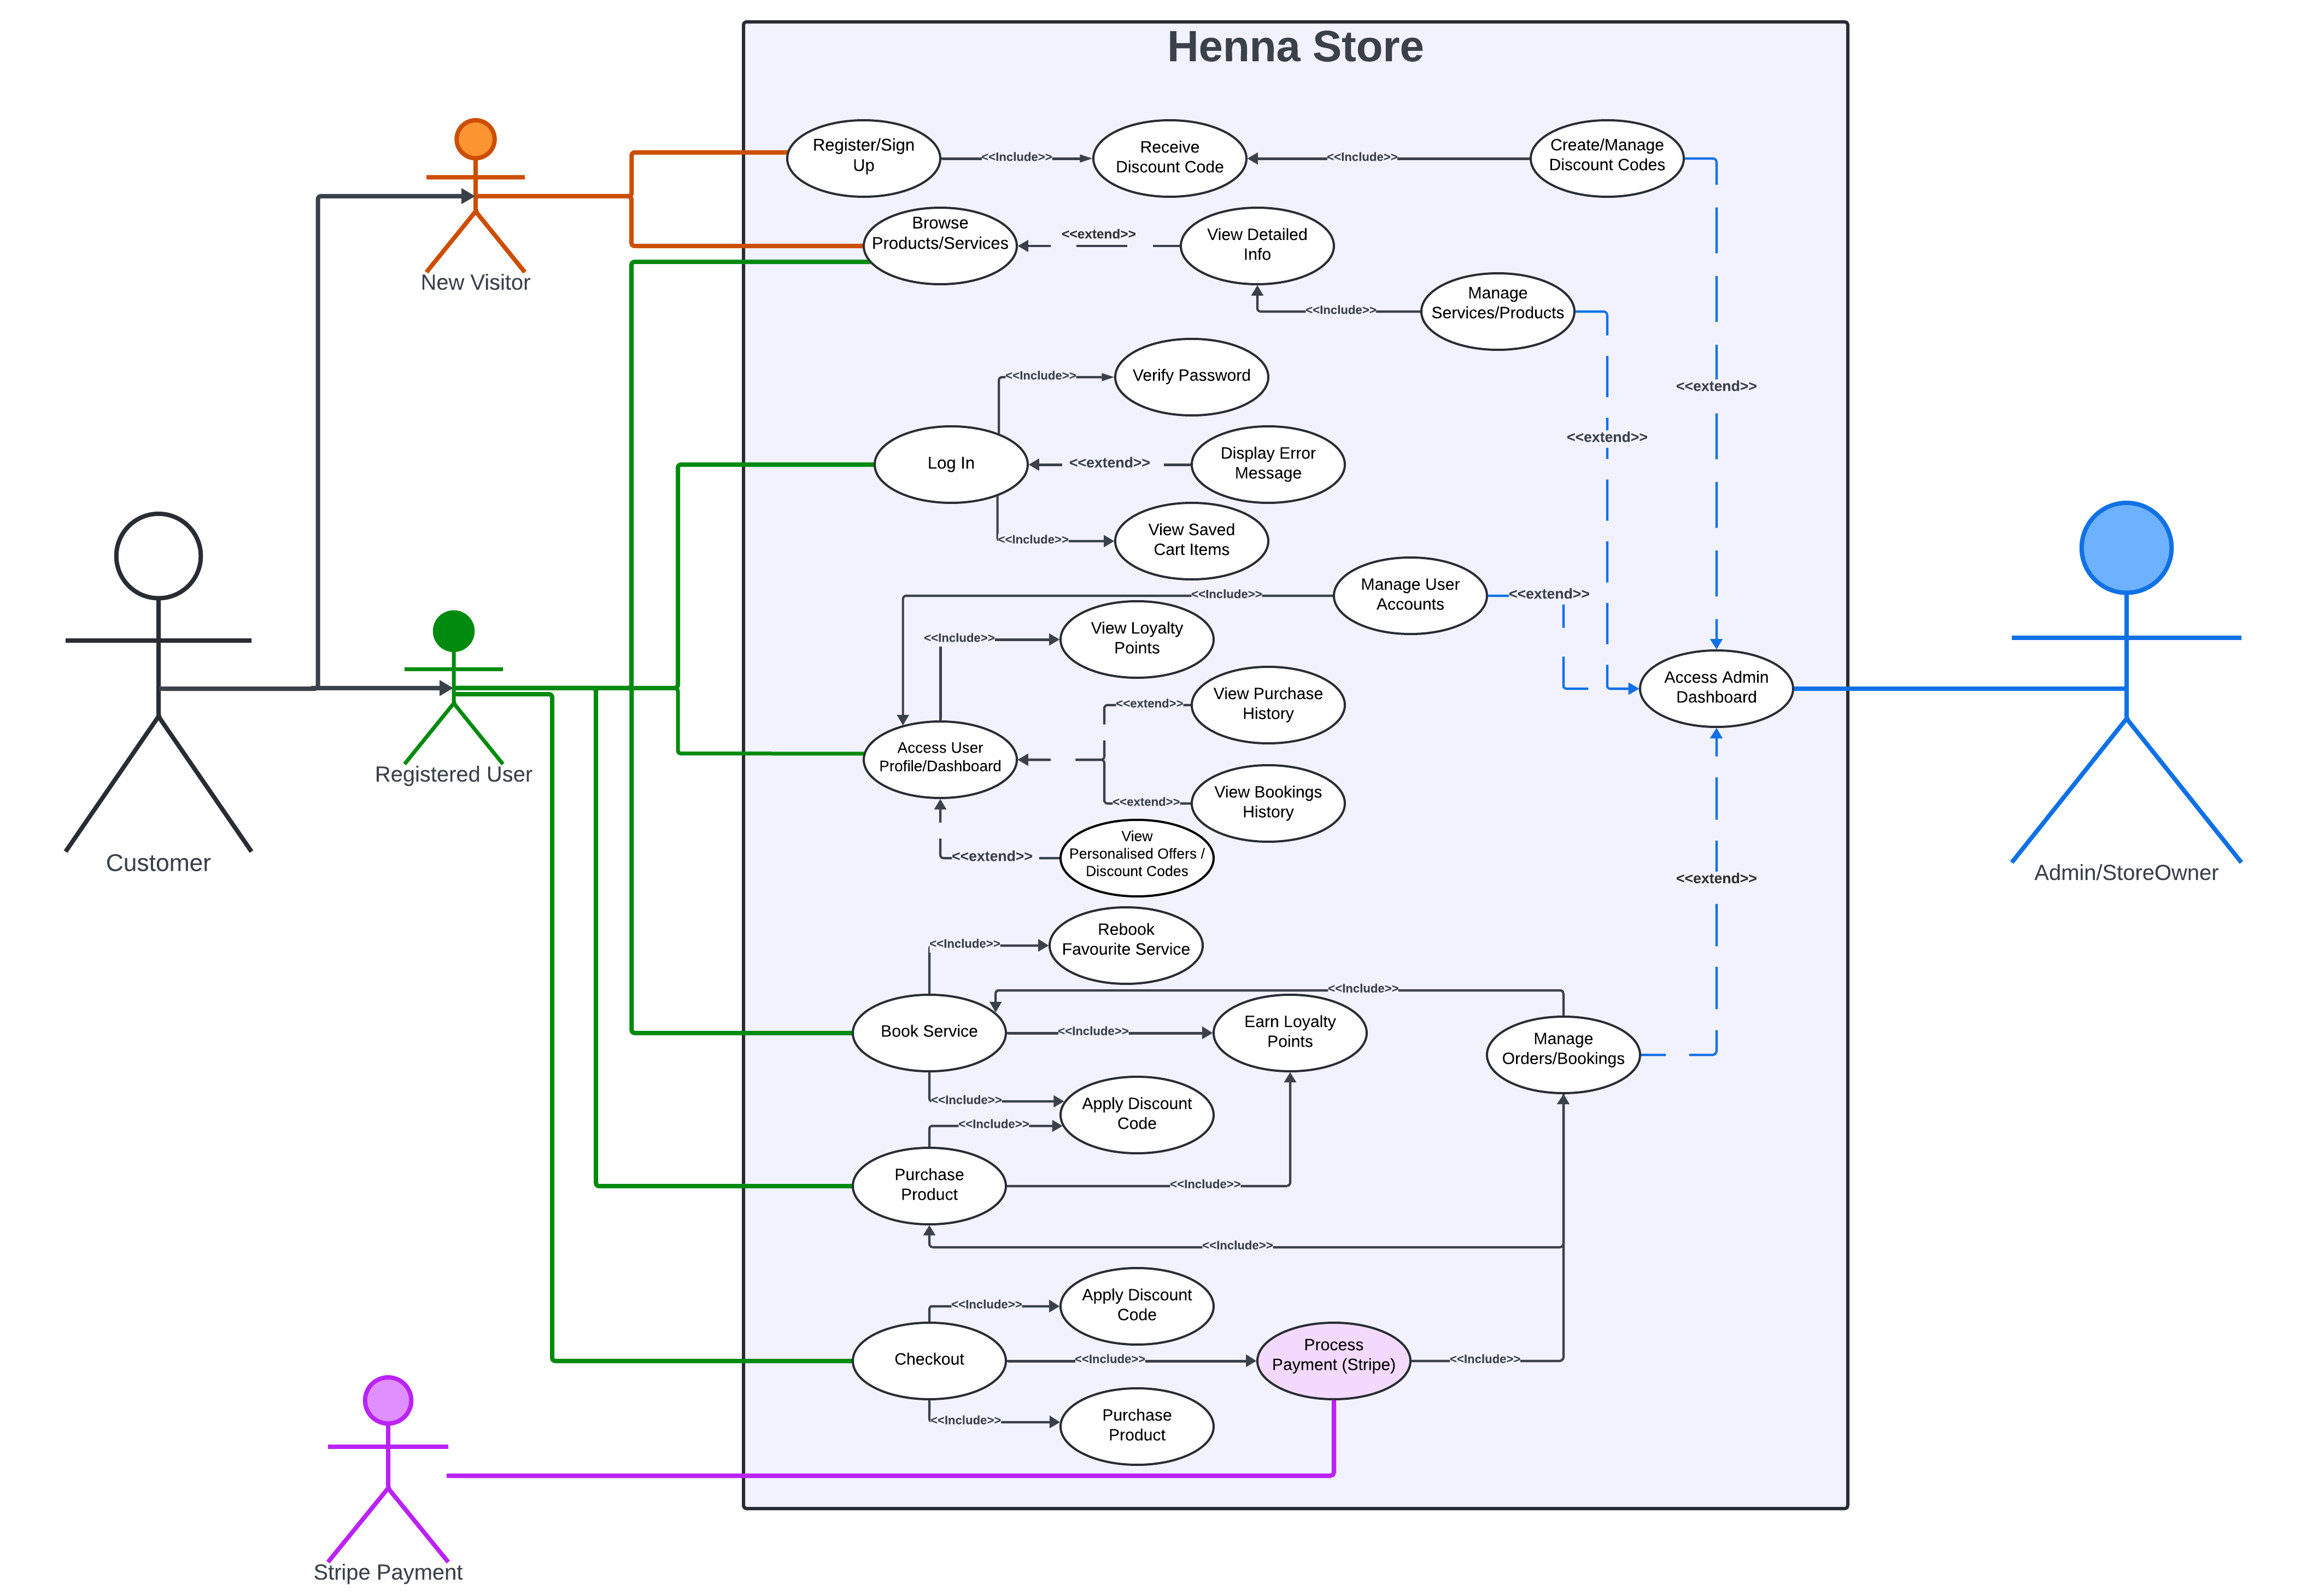 Henna Store
Register/Sign
Up
<<Include>>
Receive
Discount Code
<<Include>>
Create/Manage
Discount Codes
New Visitor
Browse
Products/Services
<<extend>>
View Detailed
Info
<<Include>>
Manage
Services/Products
<<Include>>
Verify Password
<<extend>>
<<extend>>
Log In
<<extend>>
Display Error
Message
<<Include>>
View Saved
Cart Items
<<Include>>
Manage User
Accounts
<<extend>>
<<Include>>
View Loyalty
Points
Access Admin
Dashboard
<<extend>>
View Purchase
History
Access User
Profile/Dashboard
Registered User
<<extend>>
View Bookings
History
<<extend>>
View
Personalised Offers /
Discount Codes
Customer
Admin/StoreOwner
<<extend>>
<<Include>>
Rebook
Favourite Service
<<Include>>
Book Service
<<Include>>
Earn Loyalty
Points
Manage
Orders/Bookings
<<Include>>
Apply Discount
Code
<<Include>>
Purchase
Product
<<Include>>
<<Include>>
<<Include>>
Apply Discount
Code
Checkout
<<Include>>
Process
Payment (Stripe)
<<Include>>
<<Include>>
Purchase
Product
Stripe Payment